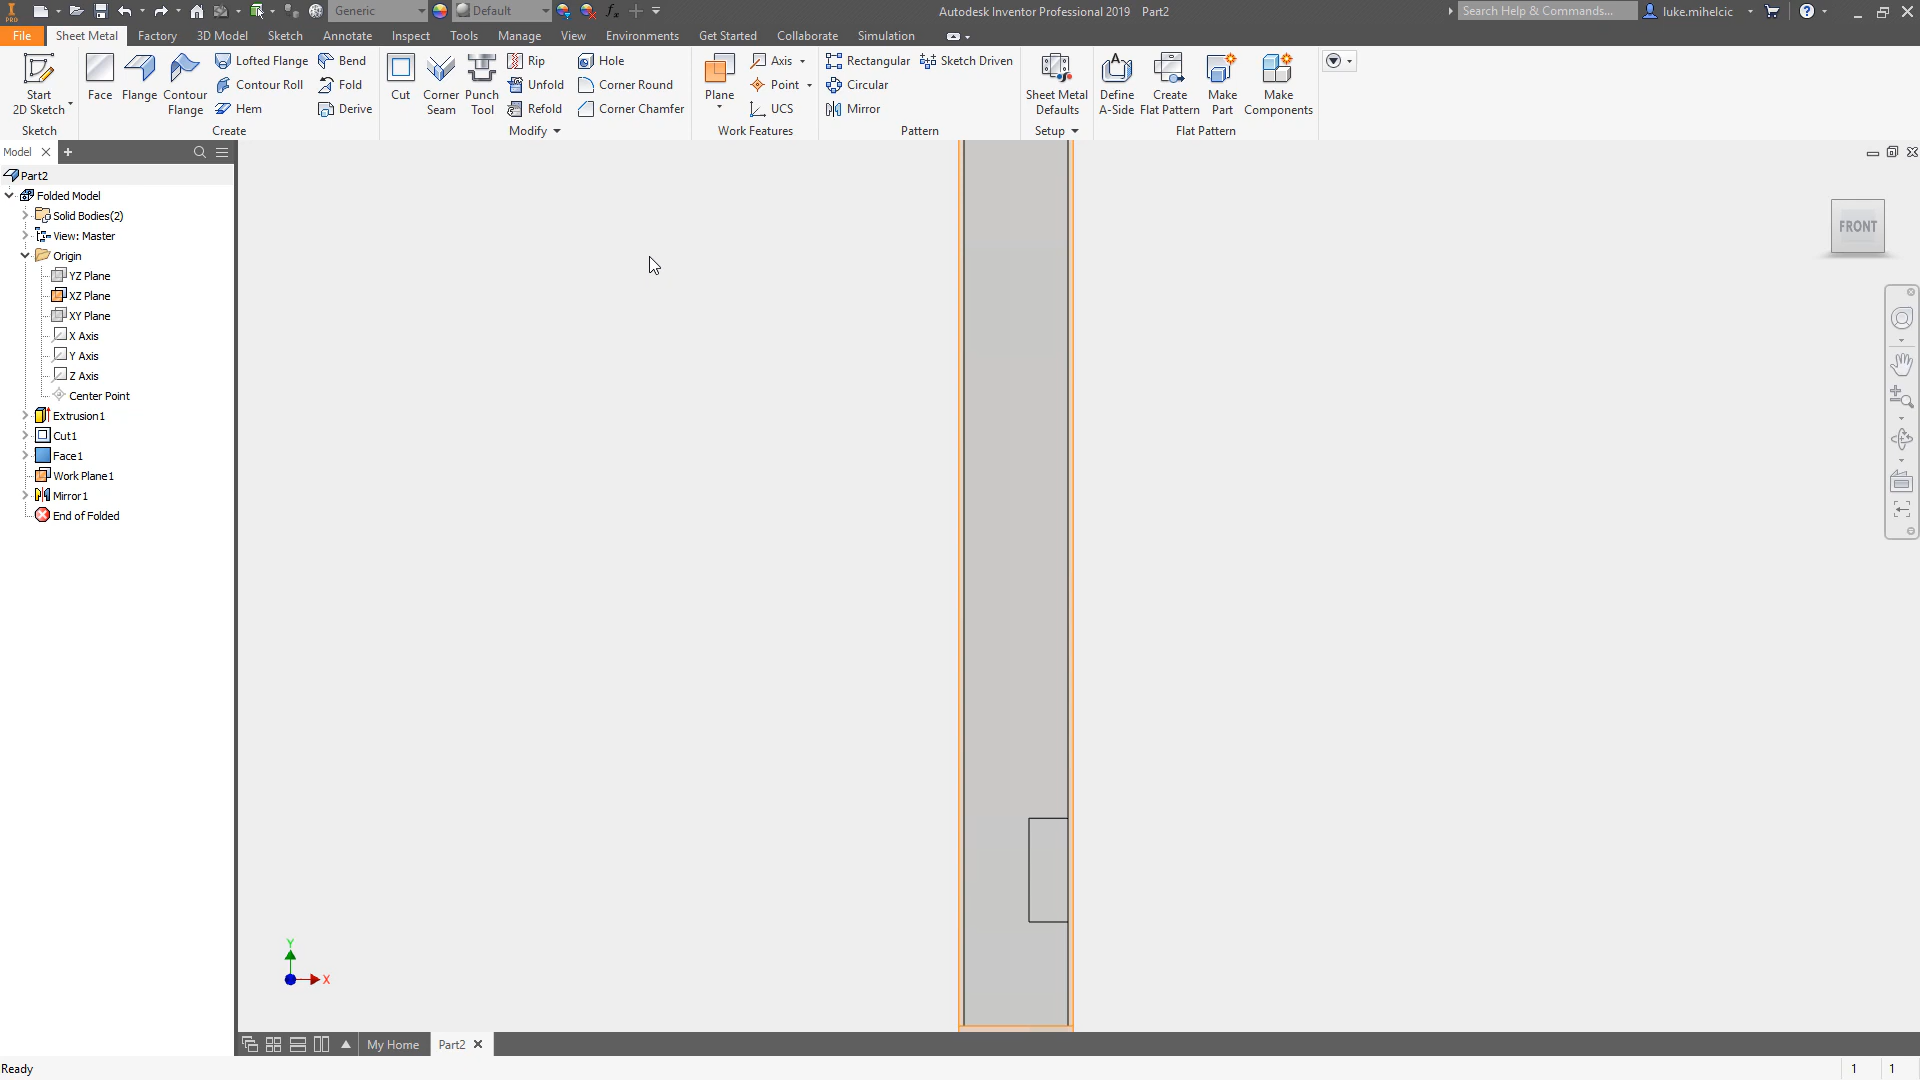 PRO
Generic
Default
fx
Autodesk Inventor Professional 2019 Part2
Search Help & Commands...
luke.mihelcic
File
Sheet Metal
Factory
3D Model
Sketch
Annotate
Inspect
Tools
Manage
View
Environments
Get Started
Collaborate
Simulation
Start
2D Sketch
Sketch
Face
Flange
Contour
Flange
Lofted Flange
Contour Roll
Hem
Bend
Fold
Derive
Create
Cut
Corner
Seam
Punch
Tool
Rip
Unfold
Refold
Hole
Corner Round
Corner Chamfer
Modify
Plane
Axis
Point
UCS
Work Features
Rectangular
Circular
Mirror
Sketch Driven
Pattern
Sheet Metal
Defaults
Setup
Define
A-Side
Create
Flat Pattern
Make
Part
Make
Components
Flat Pattern
Model
Part2
Folded Model
Solid Bodies(2)
View: Master
Origin
YZ Plane
XZ Plane
XY Plane
X Axis
Y Axis
Z Axis
Center Point
Extrusion1
Cut1
Face1
Work Plane1
Mirror1
End of Folded
FRONT
Y
X
My Home
Part2
Ready
1
1